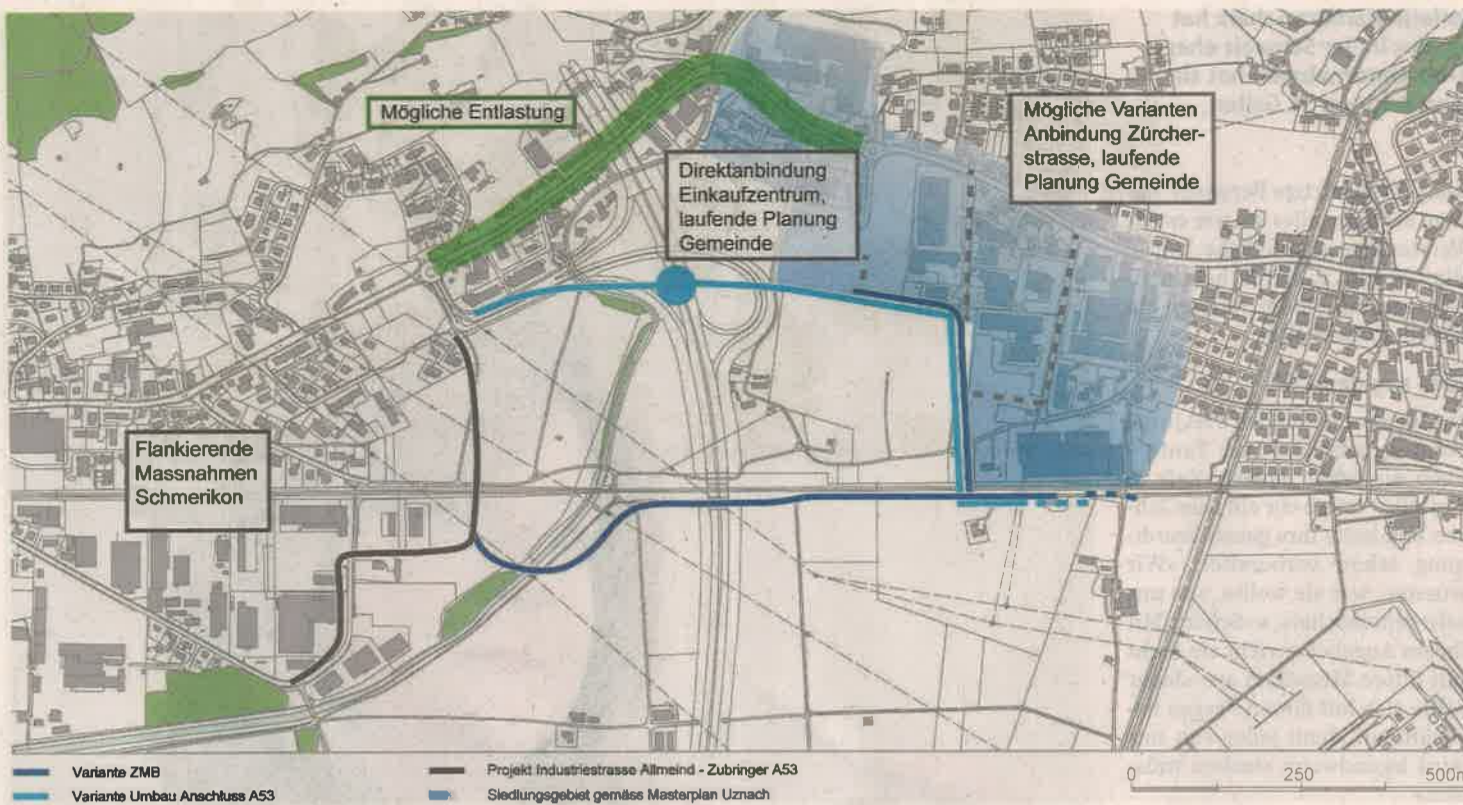 Mögliche Entlastung
Direktanbindung
Einkaufzentrum,
laufende Planung
Gemeinde
Mögliche Varianten
Anbindung Zürcher-
strasse, laufende
Planung Gemeinde
Flankierende
Massnahmen
Schmerikon
Variante ZMB
Variante Umbau Anschluss A53
Projekt Industriestrasse Allmeind - Zubringer A53
Siedlungsgebiet gemäss Masterplan Uznach
0 250 500m